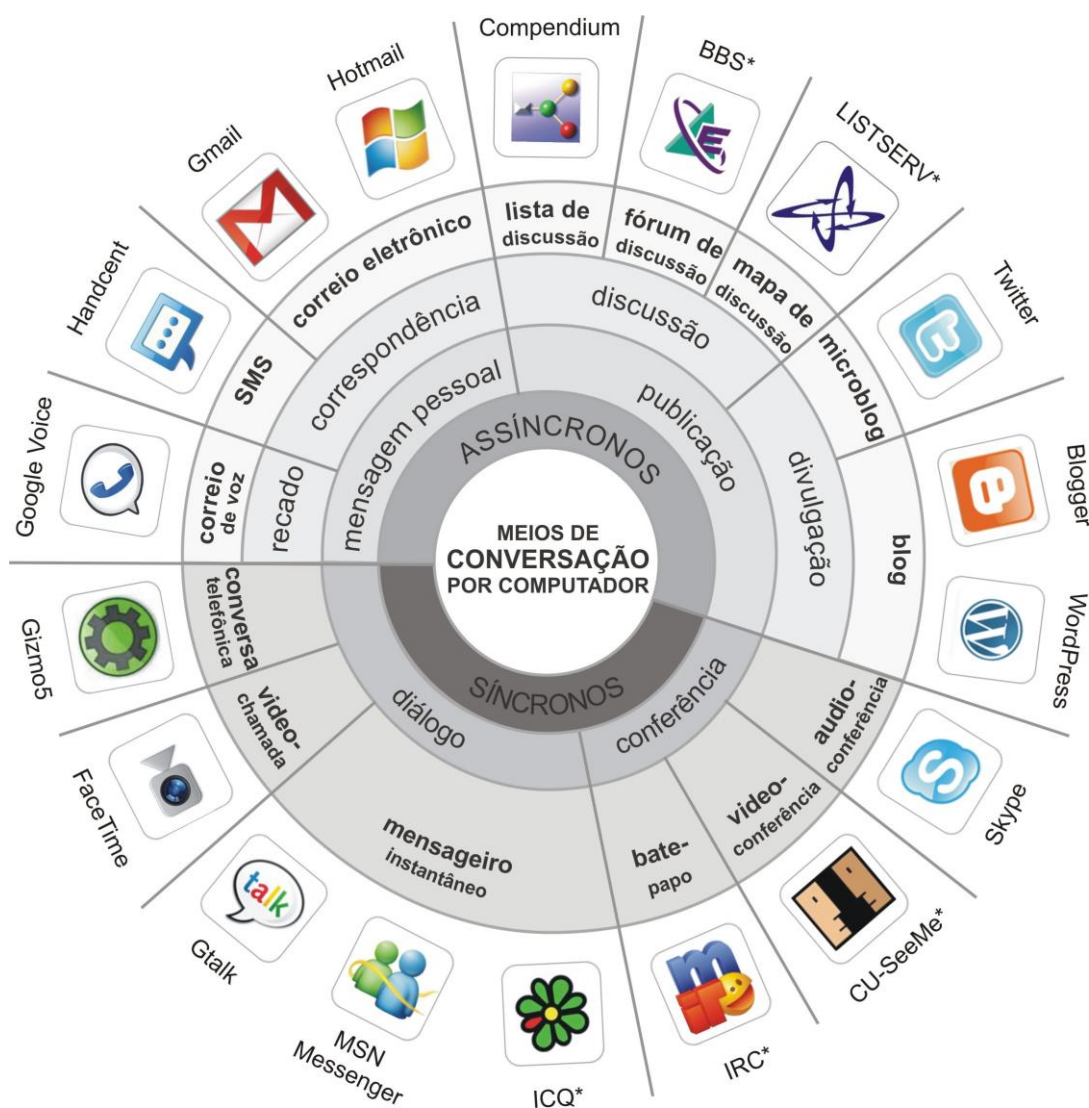 MEIOS DE
CONVERSAÇÃO
POR COMPUTADOR
ASSÍNCRONOS
SÍNCRONOS
mensagem pessoal
publicação
diálogo
conferência
recado
correspondência
discussão
divulgação
correio
de voz
SMS
correio eletrônico
lista de
discussão
fórum de
discussão
mapa de
discussão
microblog
blog
audio-
conferência
video-
conferência
bate-
papo
mensageiro
instantâneo
video-
chamada
conversa
telefônica
Google Voice
Handcent
Gmail
Hotmail
Compendium
BBS*
E
LISTSERV*
Twitter
Blogger
WordPress
W
Skype
S
CU-SeeMe*
IRC*
ICQ*
MSN
Messenger
Gtalk
talk
FaceTime
Gizmo5